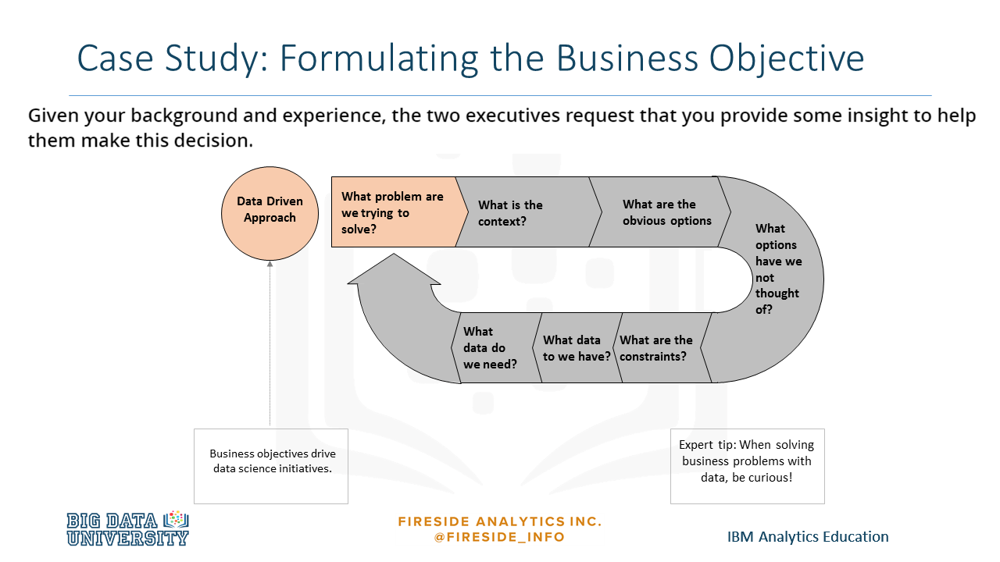 Case Study: Formulating the Business Objective
Given your background and experience, the two executives request that you provide some insight to help
them make this decision.
Data Driven
Approach
What problem are
we trying to
solve?
What is the
context?
What are the
obvious options
What
options
have we
not
thought
of?
What are the
constraints?
What data
to we have?
What
data do
we need?
Business objectives drive
data science initiatives.
Expert tip: When solving
business problems with
data, be curious!
BIG DATA
UNIVERSITY
FIRESIDE ANALYTICS INC.
@FIRESIDE_INFO
IBM Analytics Education